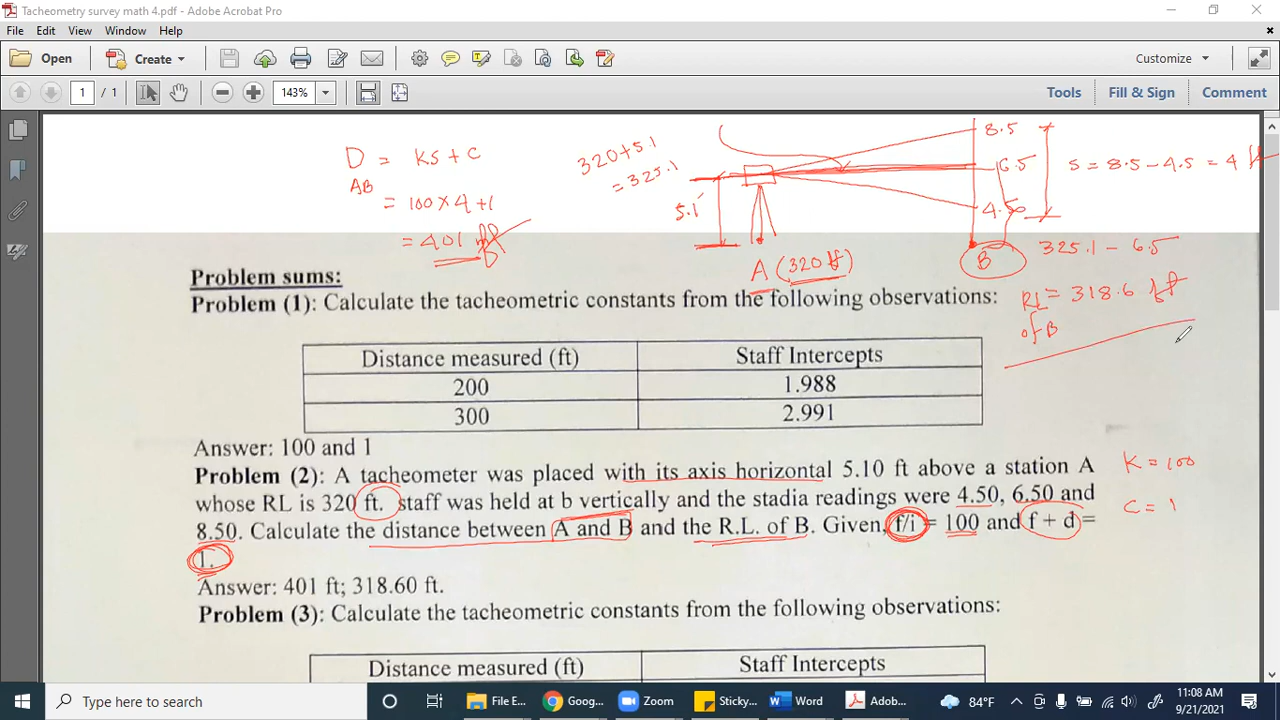 Tacheometry survey math 4.pdf - Adobe Acrobat Pro
File Edit View Window Help
Open Create Customize
1 / 1 143% Tools Fill & Sign Comment
D = KS + C
AB
= 100 × 4 + 1
= 401 ft
320+5.1
= 325.1
5.1'
8.5
6.5
4.50
S = 8.5 - 4.5 = 4 ft
A (320 ft)
B
325.1 - 6.5
RL = 318.6 ft
of B
Problem sums:
Problem (1): Calculate the tacheometric constants from the following observations:
Distance measured (ft) Staff Intercepts
200 1.988
300 2.991
Answer: 100 and 1
Problem (2): A tacheometer was placed with its axis horizontal 5.10 ft above a station A
whose RL is 320 ft. staff was held at b vertically and the stadia readings were 4.50, 6.50 and
8.50. Calculate the distance between A and B and the R.L. of B. Given, f/i = 100 and f + d =
1.
K = 100
C = 1
Answer: 401 ft; 318.60 ft.
Problem (3): Calculate the tacheometric constants from the following observations:
Distance measured (ft) Staff Intercepts
Type here to search File E... Goog... Zoom Sticky... Word Adob... 84°F 11:08 AM
9/21/2021